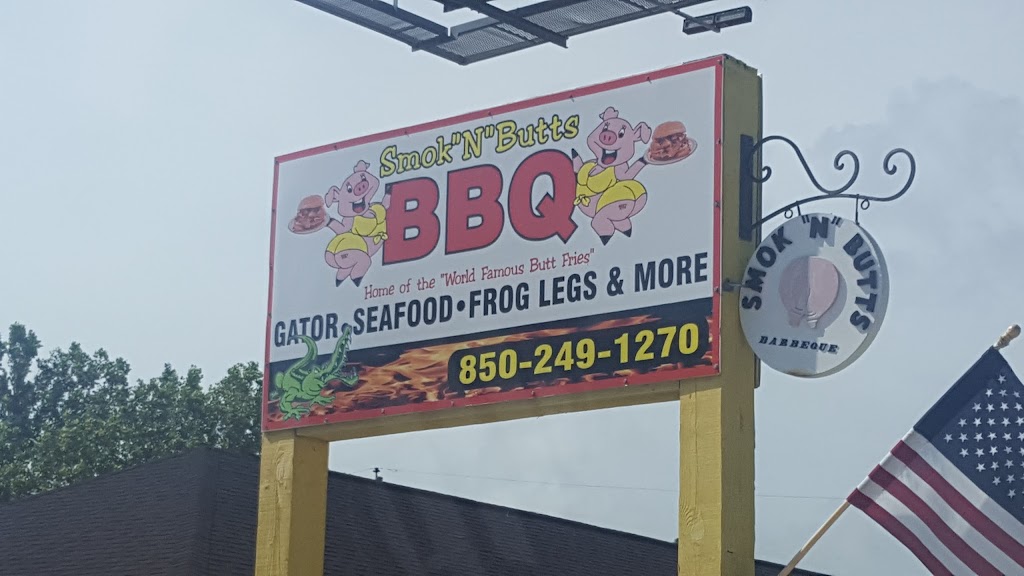 Smok"N"Butts
BBQ
Home of the "World Famous Butt Fries"
GATOR • SEAFOOD • FROG LEGS & MORE
850-249-1270
SMOK "N" BUTTS
BARBEQUE